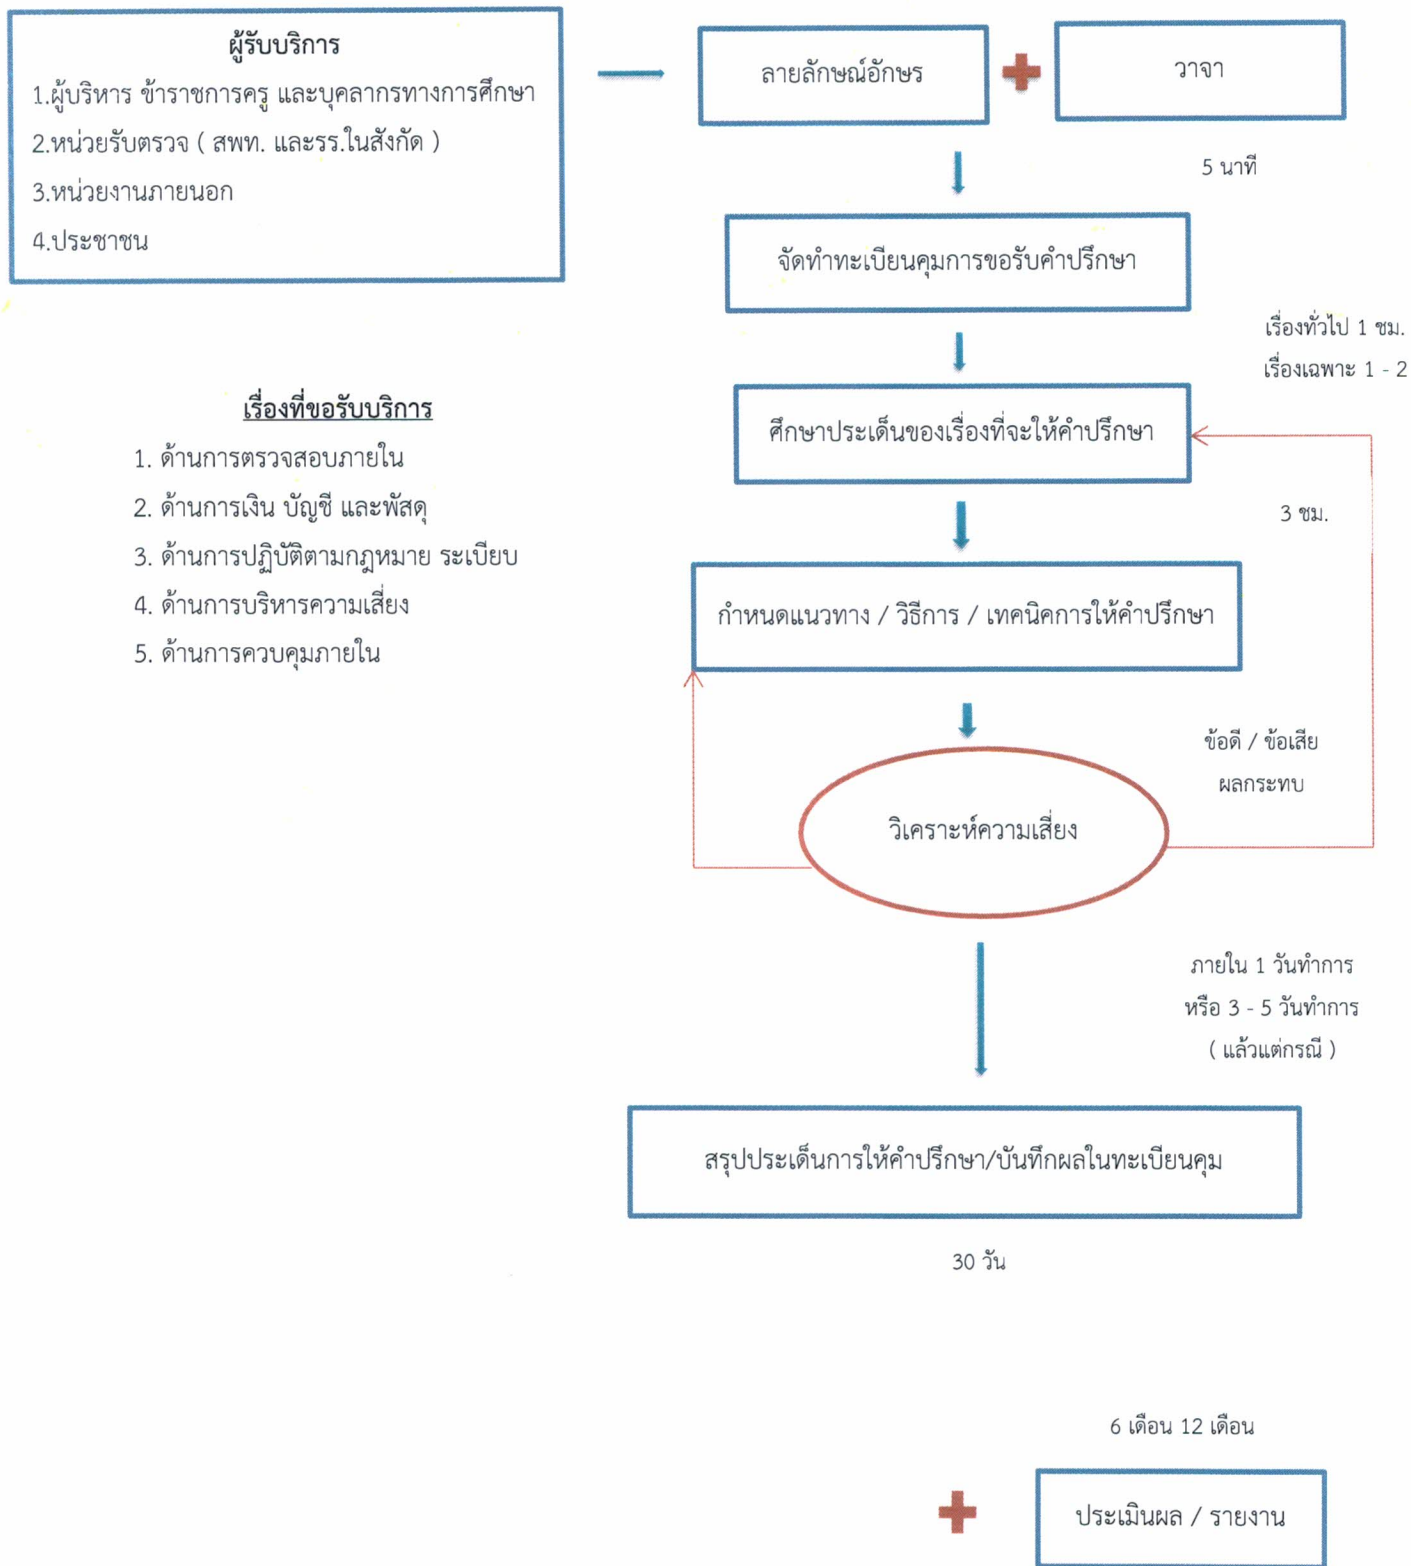 ผู้รับบริการ
1.ผู้บริหาร ข้าราชการครู และบุคลากรทางการศึกษา
2.หน่วยรับตรวจ ( สพท. และรร.ในสังกัด )
3.หน่วยงานภายนอก
4.ประชาชน
ลายลักษณ์อักษร
วาจา
5 นาที
จัดทำทะเบียนคุมการขอรับคำปรึกษา
เรื่องทั่วไป 1 ชม.
เรื่องเฉพาะ 1 - 2
ศึกษาประเด็นของเรื่องที่จะให้คำปรึกษา
3 ชม.
เรื่องที่ขอรับบริการ
1. ด้านการตรวจสอบภายใน
2. ด้านการเงิน บัญชี และพัสดุ
3. ด้านการปฏิบัติตามกฎหมาย ระเบียบ
4. ด้านการบริหารความเสี่ยง
5. ด้านการควบคุมภายใน
กำหนดแนวทาง / วิธีการ / เทคนิคการให้คำปรึกษา
ข้อดี / ข้อเสีย
ผลกระทบ
วิเคราะห์ความเสี่ยง
ภายใน 1 วันทำการ
หรือ 3 - 5 วันทำการ
( แล้วแต่กรณี )
สรุปประเด็นการให้คำปรึกษา/บันทึกผลในทะเบียนคุม
30 วัน
6 เดือน 12 เดือน
ประเมินผล / รายงาน